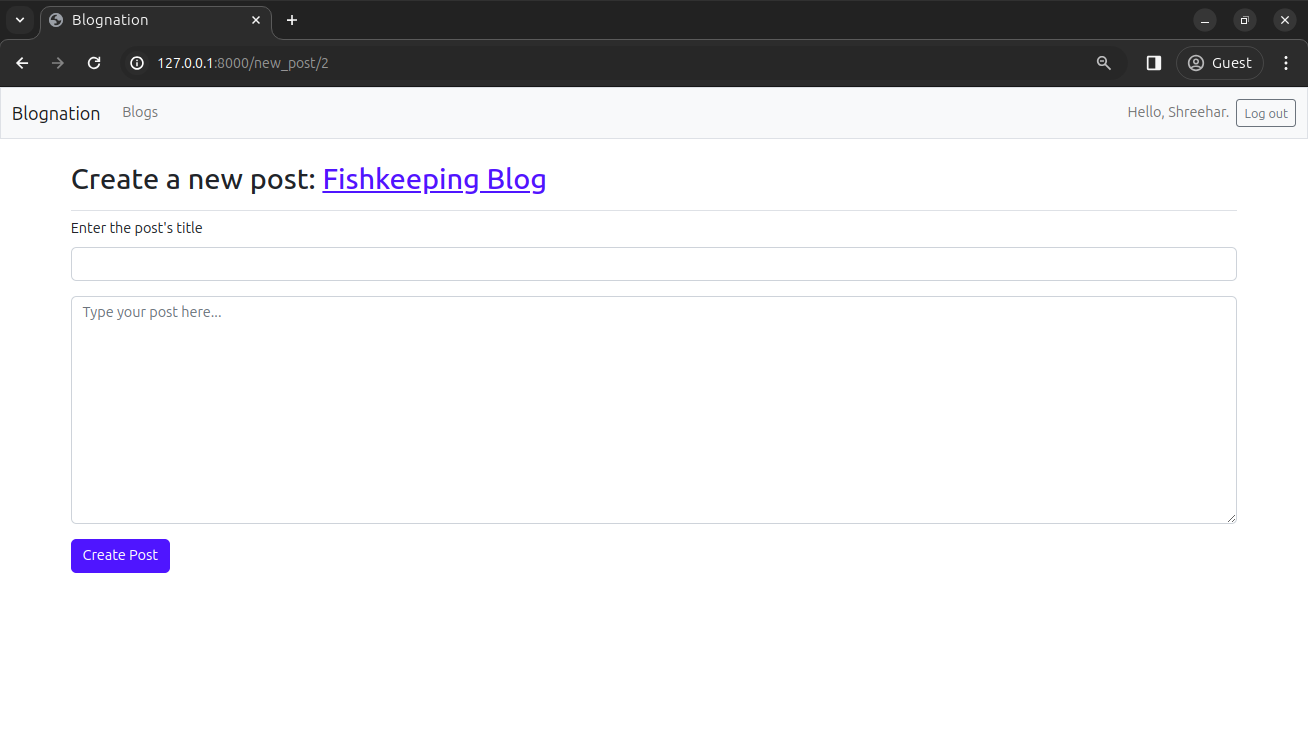 Blognation
127.0.0.1:8000/new_post/2
Guest
Blognation Blogs Hello, Shreehar. Log out
Create a new post: Fishkeeping Blog
Enter the post's title
Type your post here...
Create Post